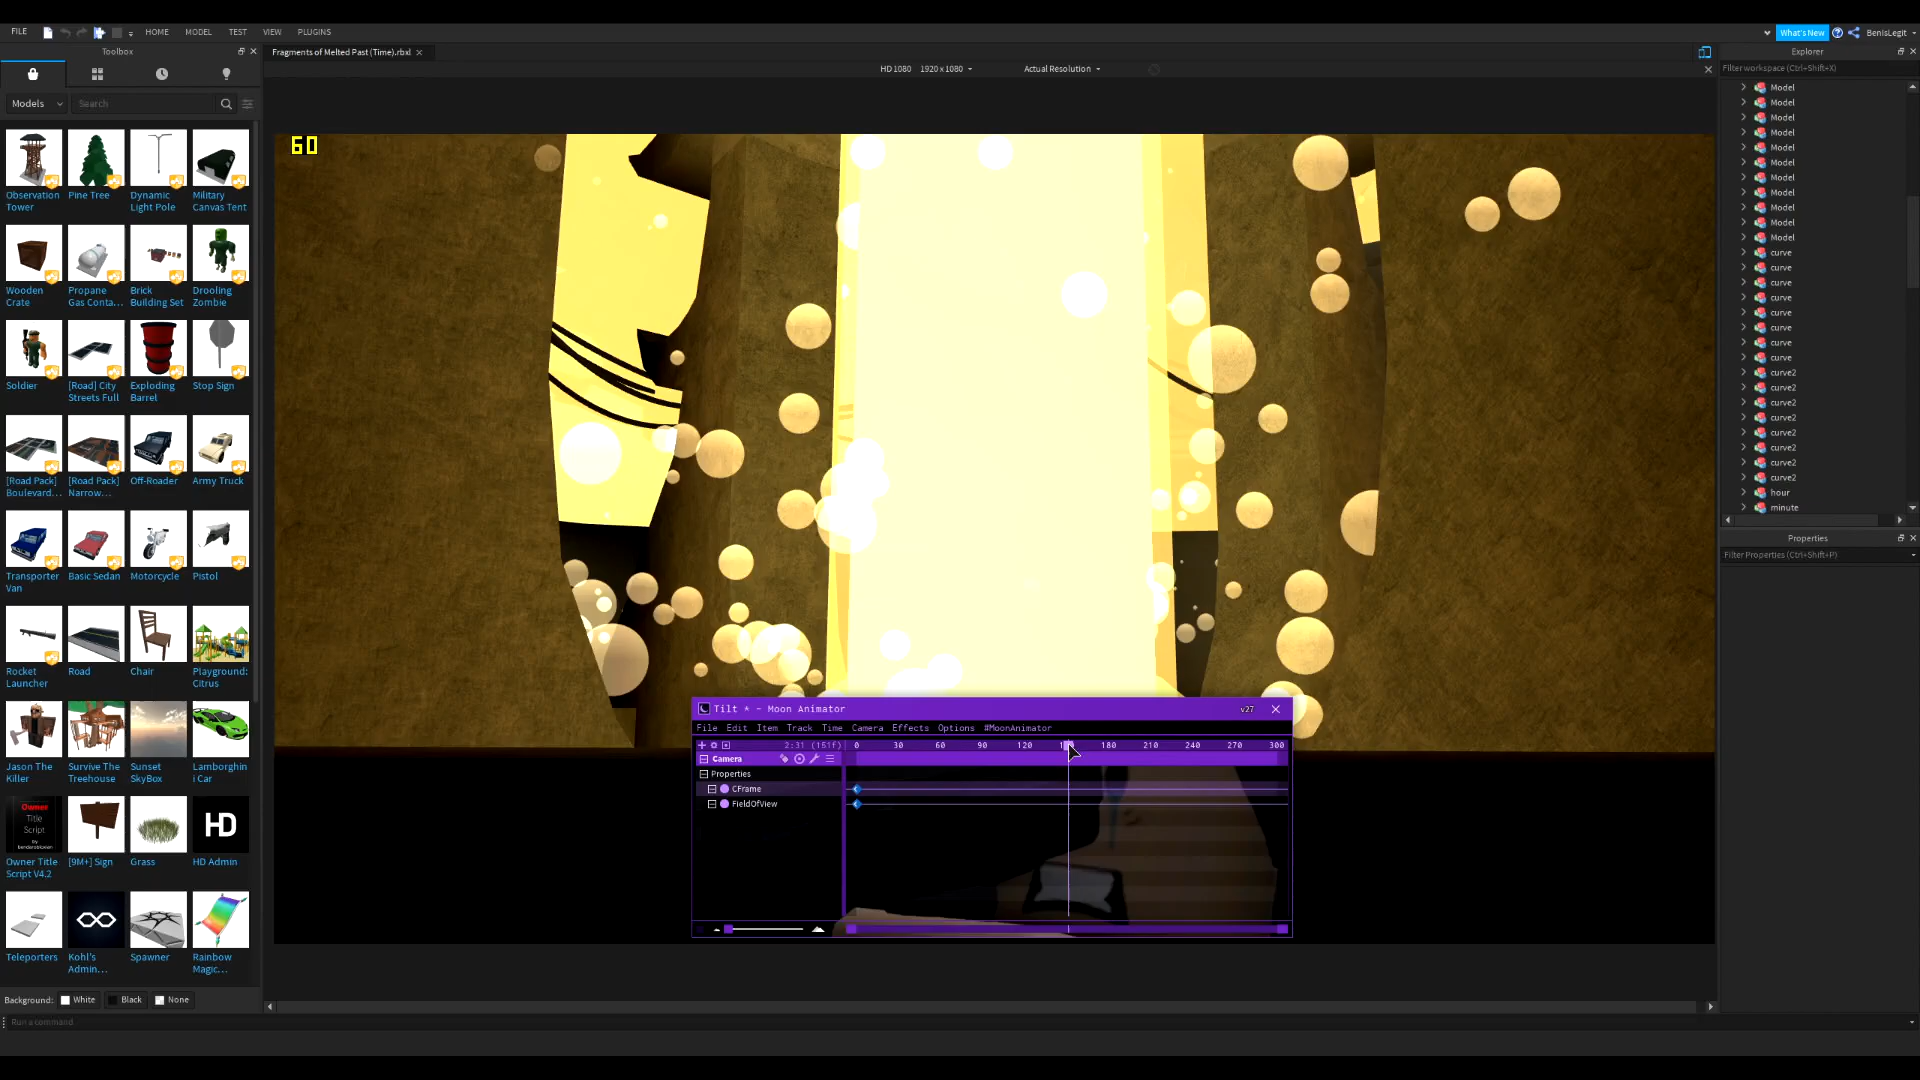 FILE HOME MODEL TEST VIEW PLUGINS What's New BenIsLegit
Toolbox
Fragments of Melted Past (Time).rbxl
Explorer
HD 1080 1920 x 1080 Actual Resolution
Filter workspace (Ctrl+Shift+X)
Models Search
60
Observation Tower
Pine Tree
Dynamic Light Pole
Military Canvas Tent
Wooden Crate
Propane Gas Conta...
Brick Building Set
Drooling Zombie
Soldier
[Road] City Streets Full
Exploding Barrel
Stop Sign
[Road Pack] Boulevard...
[Road Pack] Narrow...
Off-Roader
Army Truck
Transporter Van
Basic Sedan
Motorcycle
Pistol
Rocket Launcher
Road
Chair
Playground: Citrus
Jason The Killer
Survive The Treehouse
Sunset SkyBox
Lamborghini Car
Owner
Title
Script
Owner Title Script V4.2
[9M+] Sign
Grass
HD
HD Admin
Teleporters
Kohl's Admin...
Spawner
Rainbow Magic...
Background: White Black None
Run a command
Model
Model
Model
Model
Model
Model
Model
Model
Model
Model
Model
curve
curve
curve
curve
curve
curve
curve
curve
curve2
curve2
curve2
curve2
curve2
curve2
curve2
curve2
hour
minute
Properties
Filter Properties (Ctrl+Shift+P)
Tilt * ~ Moon Animator v27
File Edit Item Track Time Camera Effects Options #MoonAnimator
2:31 (151f) 0 30 60 90 120 180 210 240 270 300
Camera
Properties
CFrame
FieldOfView